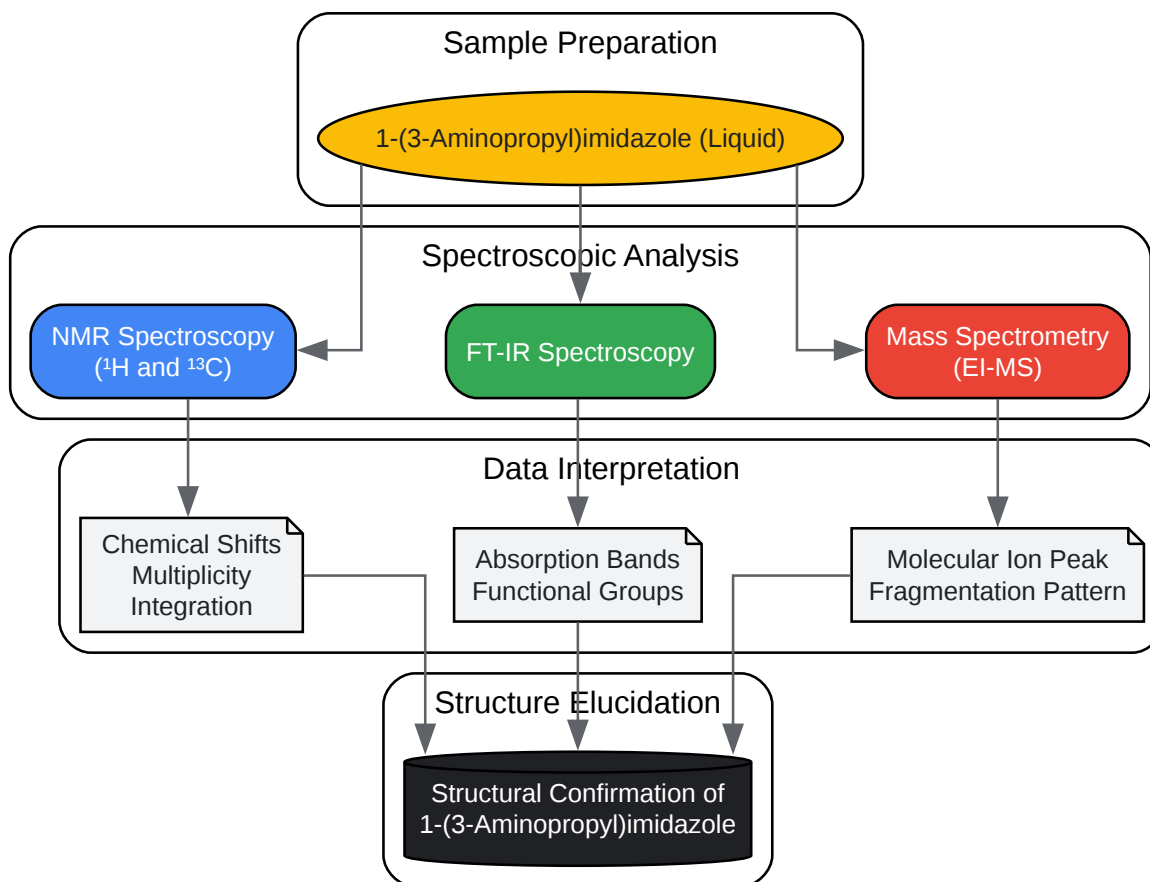 Sample Preparation
1-(3-Aminopropyl)imidazole (Liquid)
Spectroscopic Analysis
NMR Spectroscopy
(¹H and ¹³C)
FT-IR Spectroscopy
Mass Spectrometry
(EI-MS)
Data Interpretation
Chemical Shifts
Multiplicity
Integration
Absorption Bands
Functional Groups
Molecular Ion Peak
Fragmentation Pattern
Structure Elucidation
Structural Confirmation of
1-(3-Aminopropyl)imidazole